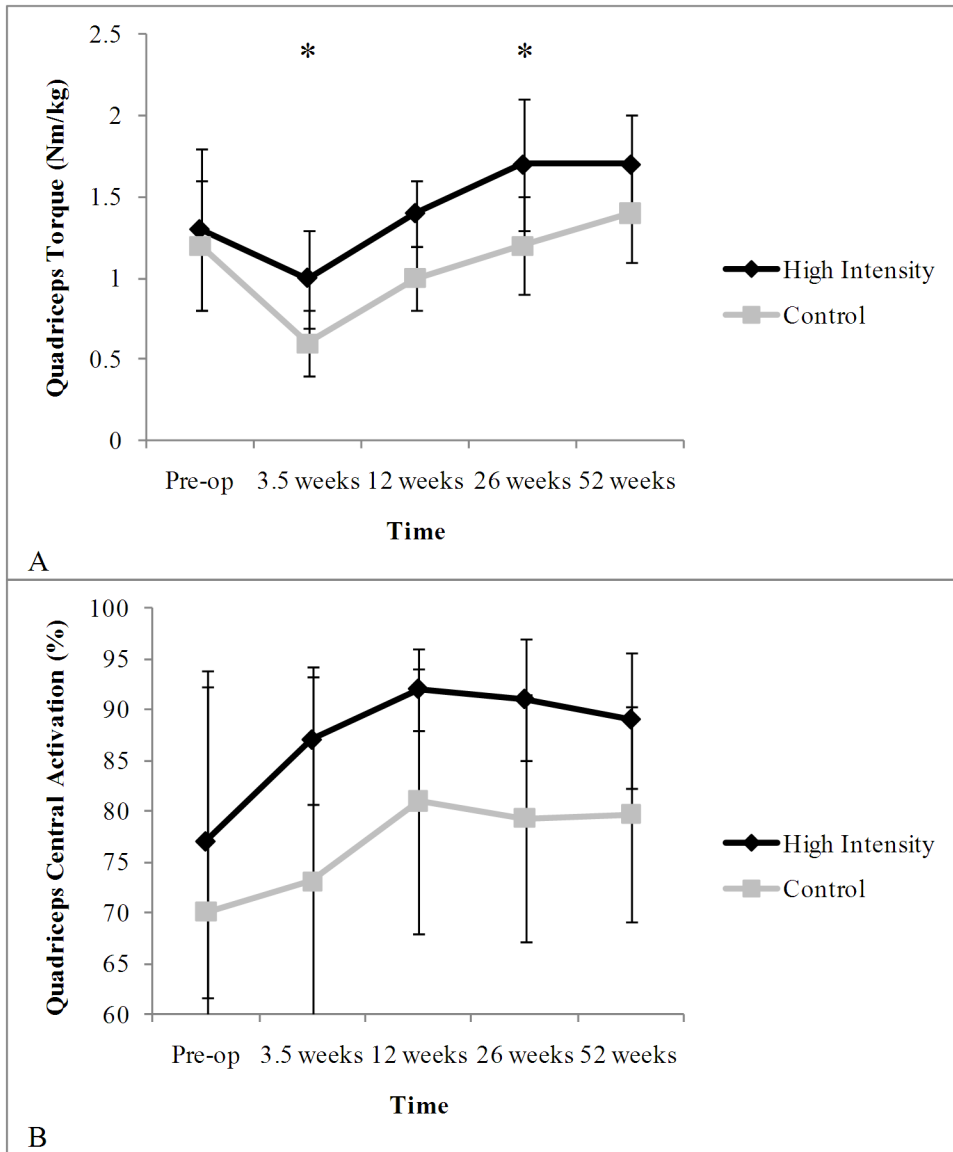 2.5
2
1.5
1
0.5
0
Quadriceps Torque (Nm/kg)
* *
Pre-op 3.5 weeks 12 weeks 26 weeks 52 weeks
Time
High Intensity
Control
A
100
95
90
85
80
75
70
65
60
Quadriceps Central Activation (%)
Pre-op 3.5 weeks 12 weeks 26 weeks 52 weeks
Time
High Intensity
Control
B